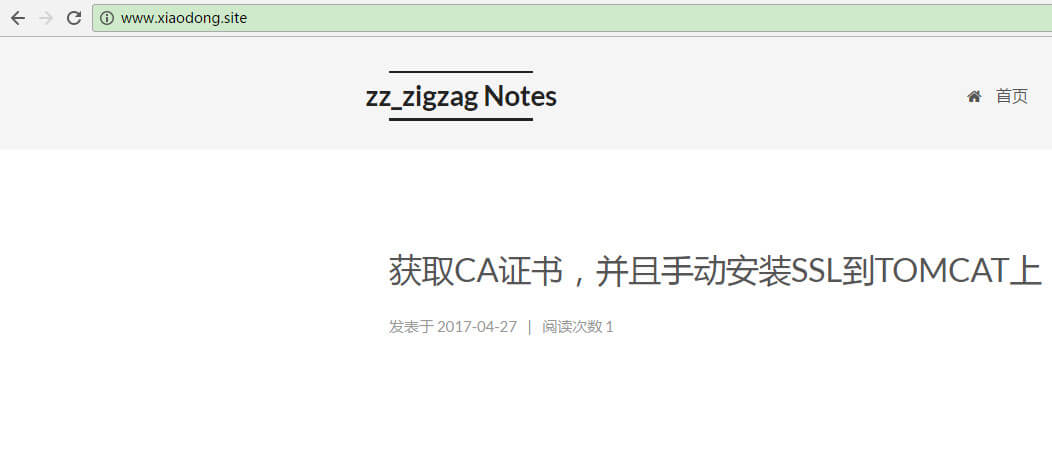 www.xiaodong.site
zz_zigzag Notes
首页
获取CA证书，并且手动安装SSL到TOMCAT上
发表于 2017-04-27 | 阅读次数 1